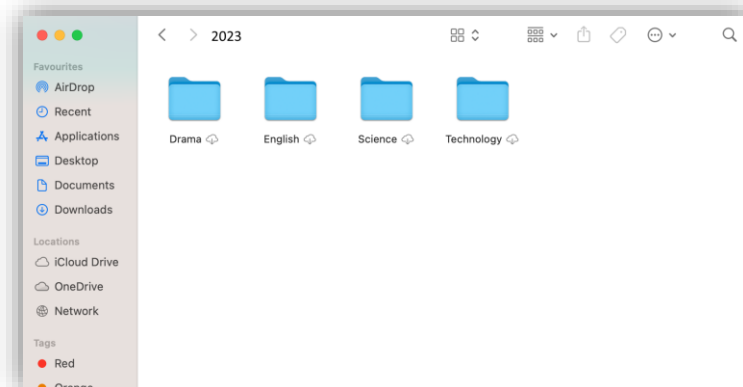 2023
Favourites
AirDrop
Recent
Applications
Desktop
Documents
Downloads
Locations
iCloud Drive
OneDrive
Network
Tags
Red
Orange
Drama
English
Science
Technology